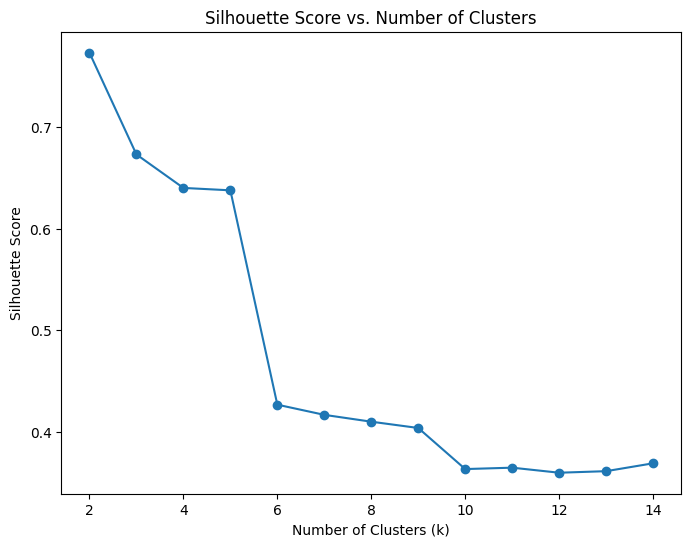 Silhouette Score vs. Number of Clusters
Silhouette Score
0.7
0.6
0.5
0.4
2 4 6 8 10 12 14
Number of Clusters (k)